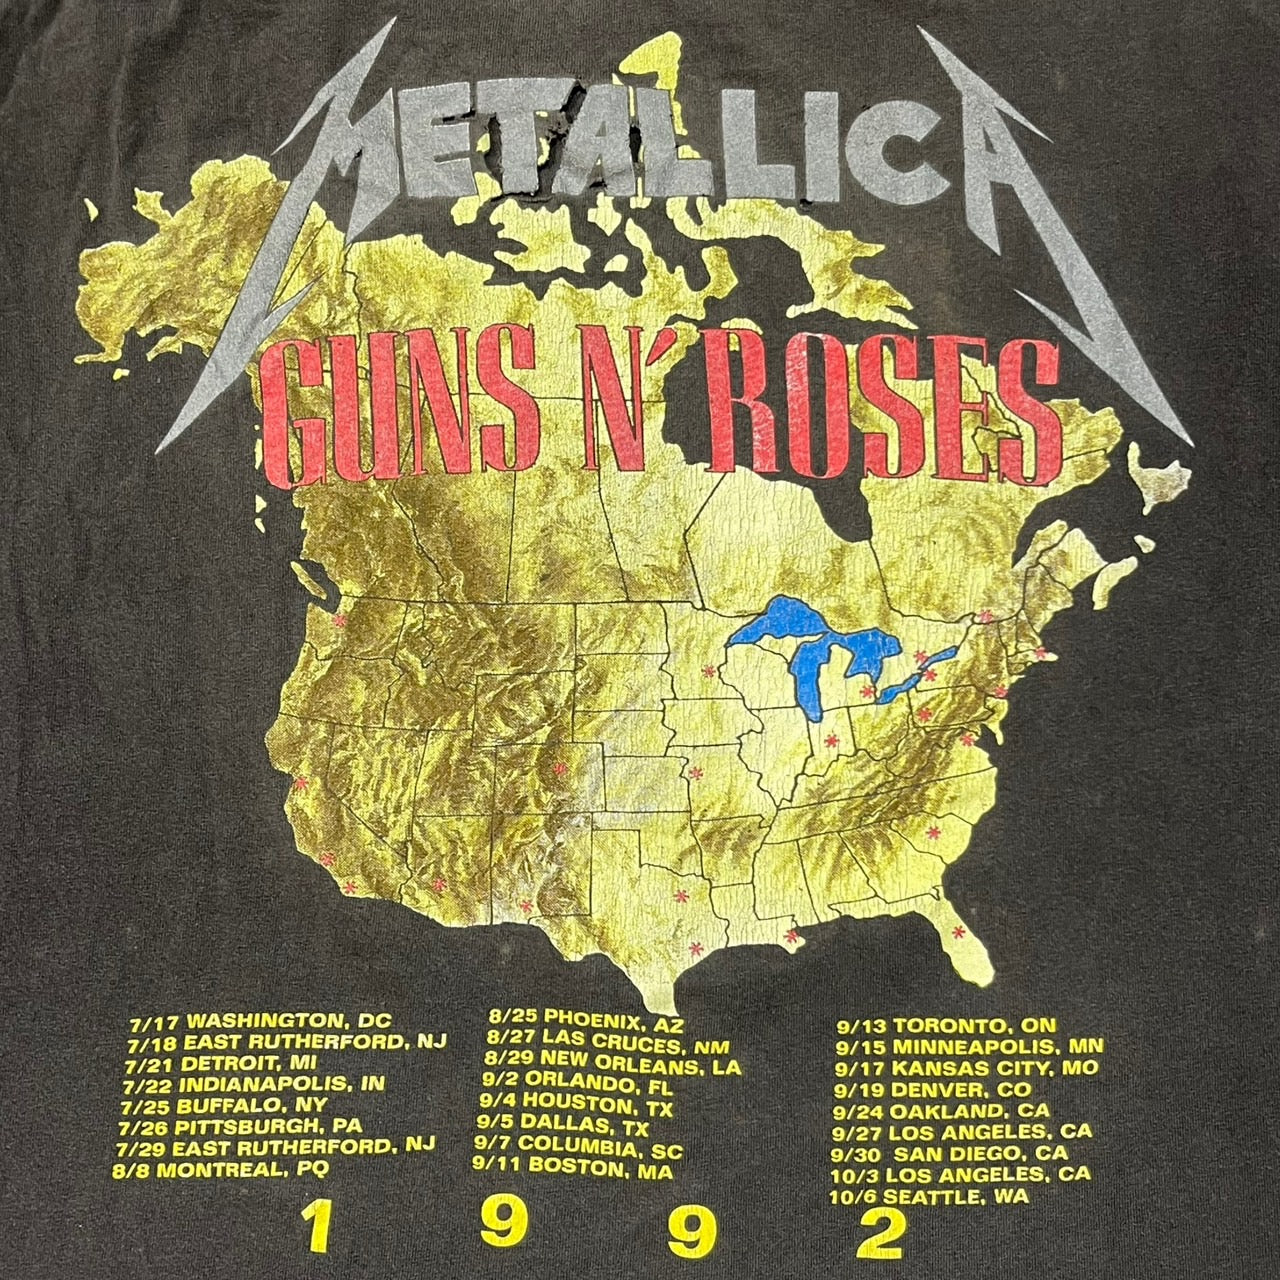 METALLICA
GUNS N' ROSES
7/17 WASHINGTON, DC
7/18 EAST RUTHERFORD, NJ
7/21 DETROIT, MI
7/22 INDIANAPOLIS, IN
7/25 BUFFALO, NY
7/26 PITTSBURGH, PA
7/29 EAST RUTHERFORD, NJ
8/8 MONTREAL, PQ
8/25 PHOENIX, AZ
8/27 LAS CRUCES, NM
8/29 NEW ORLEANS, LA
9/2 ORLANDO, FL
9/4 HOUSTON, TX
9/5 DALLAS, TX
9/7 COLUMBIA, SC
9/11 BOSTON, MA
9/13 TORONTO, ON
9/15 MINNEAPOLIS, MN
9/17 KANSAS CITY, MO
9/19 DENVER, CO
9/24 OAKLAND, CA
9/27 LOS ANGELES, CA
9/30 SAN DIEGO, CA
10/3 LOS ANGELES, CA
10/6 SEATTLE, WA
1 9 9 2